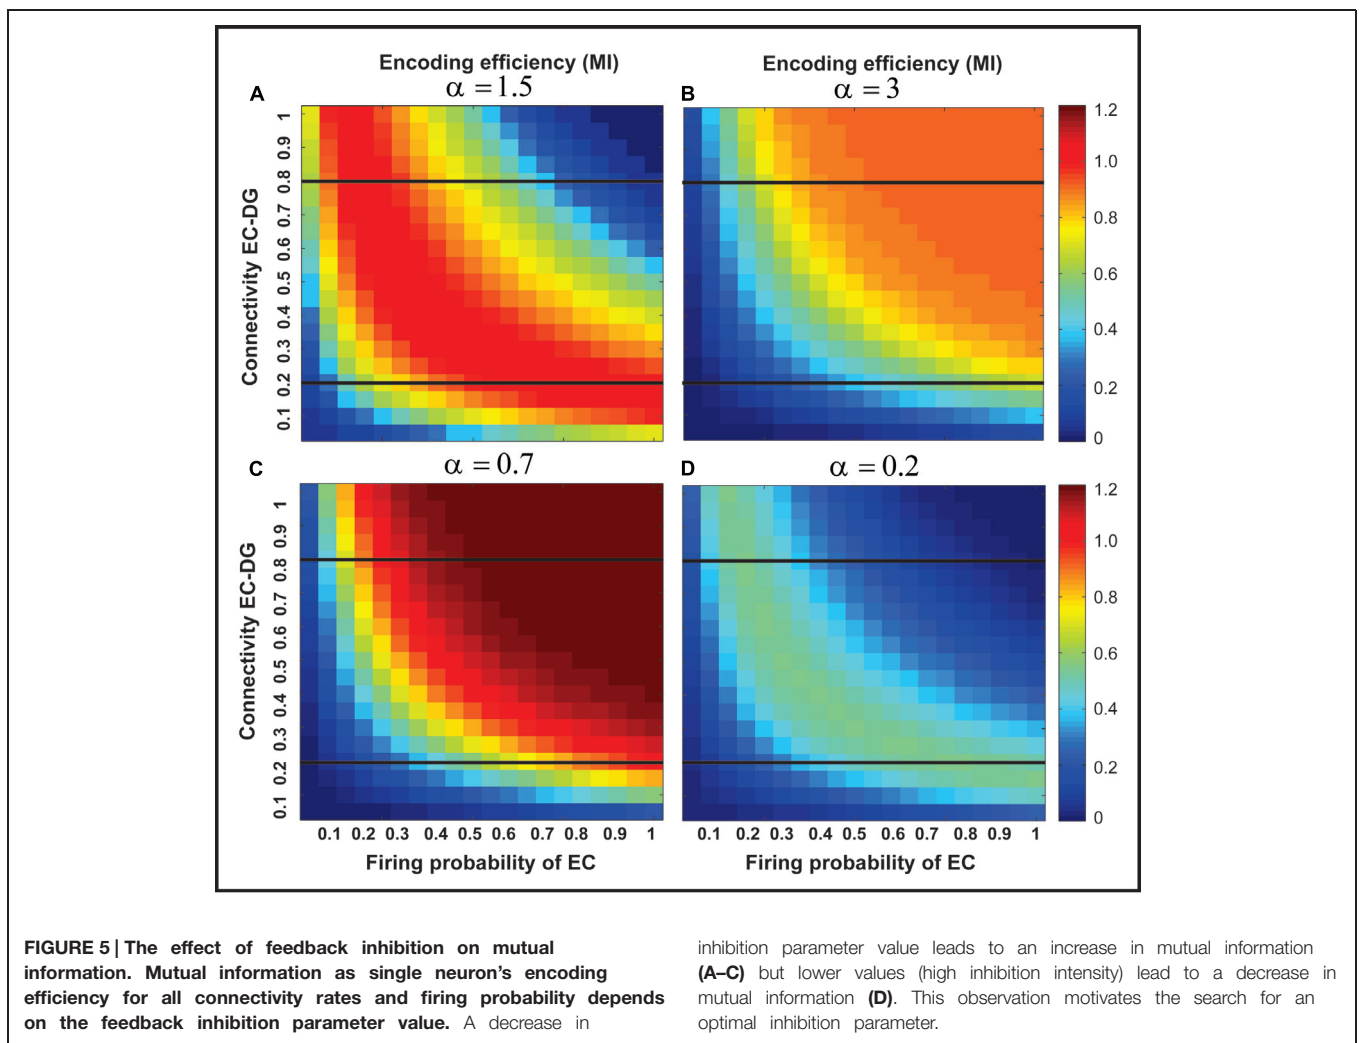 Encoding efficiency (MI)
A
α = 1.5
Connectivity EC-DG
1
0.9
0.8
0.7
0.6
0.5
0.4
0.3
0.2
0.1
Encoding efficiency (MI)
B
α = 3
1.2
1.0
0.8
0.6
0.4
0.2
0
C
α = 0.7
Connectivity EC-DG
1
0.9
0.8
0.7
0.6
0.5
0.4
0.3
0.2
0.1
0.1 0.2 0.3 0.4 0.5 0.6 0.7 0.8 0.9 1
Firing probability of EC
D
α = 0.2
1.2
1.0
0.8
0.6
0.4
0.2
0
0.1 0.2 0.3 0.4 0.5 0.6 0.7 0.8 0.9 1
Firing probability of EC
FIGURE 5 | The effect of feedback inhibition on mutual
information. Mutual information as single neuron's encoding
efficiency for all connectivity rates and firing probability depends
on the feedback inhibition parameter value. A decrease in
inhibition parameter value leads to an increase in mutual information
(A–C) but lower values (high inhibition intensity) lead to a decrease in
mutual information (D). This observation motivates the search for an
optimal inhibition parameter.